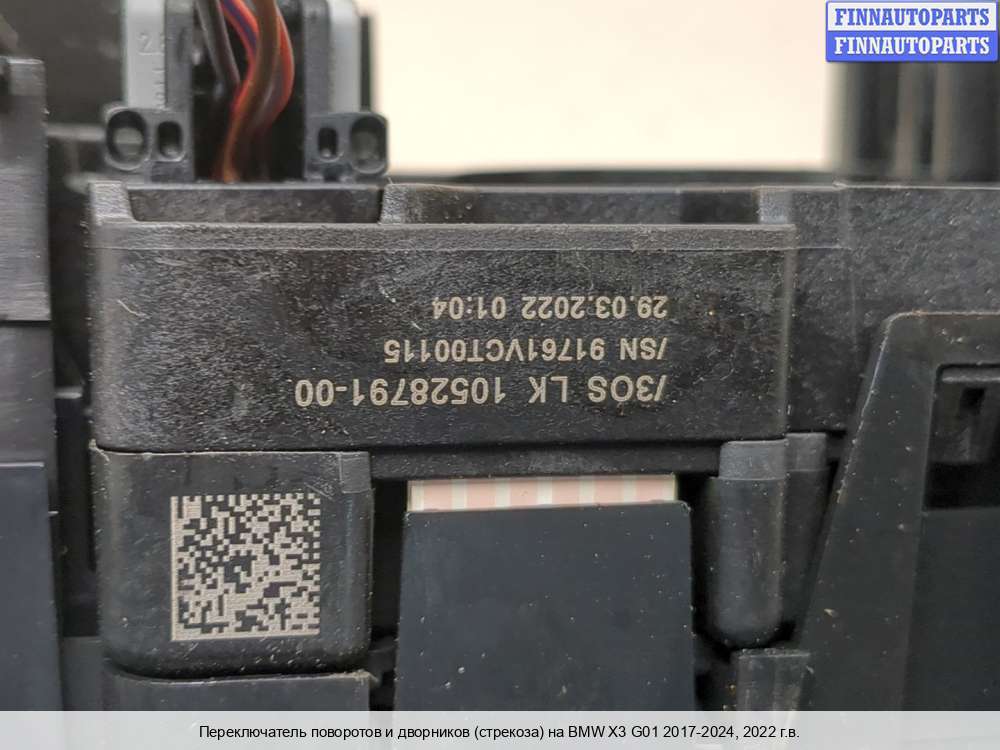 FINNAUTOPARTS
FINNAUTOPARTS
/3OS LK 10528791-00
/SN 91761VCT00115
29.03.2022 01:04
Переключатель поворотов и дворников (стрекоза) на BMW X3 G01 2017-2024, 2022 г.в.